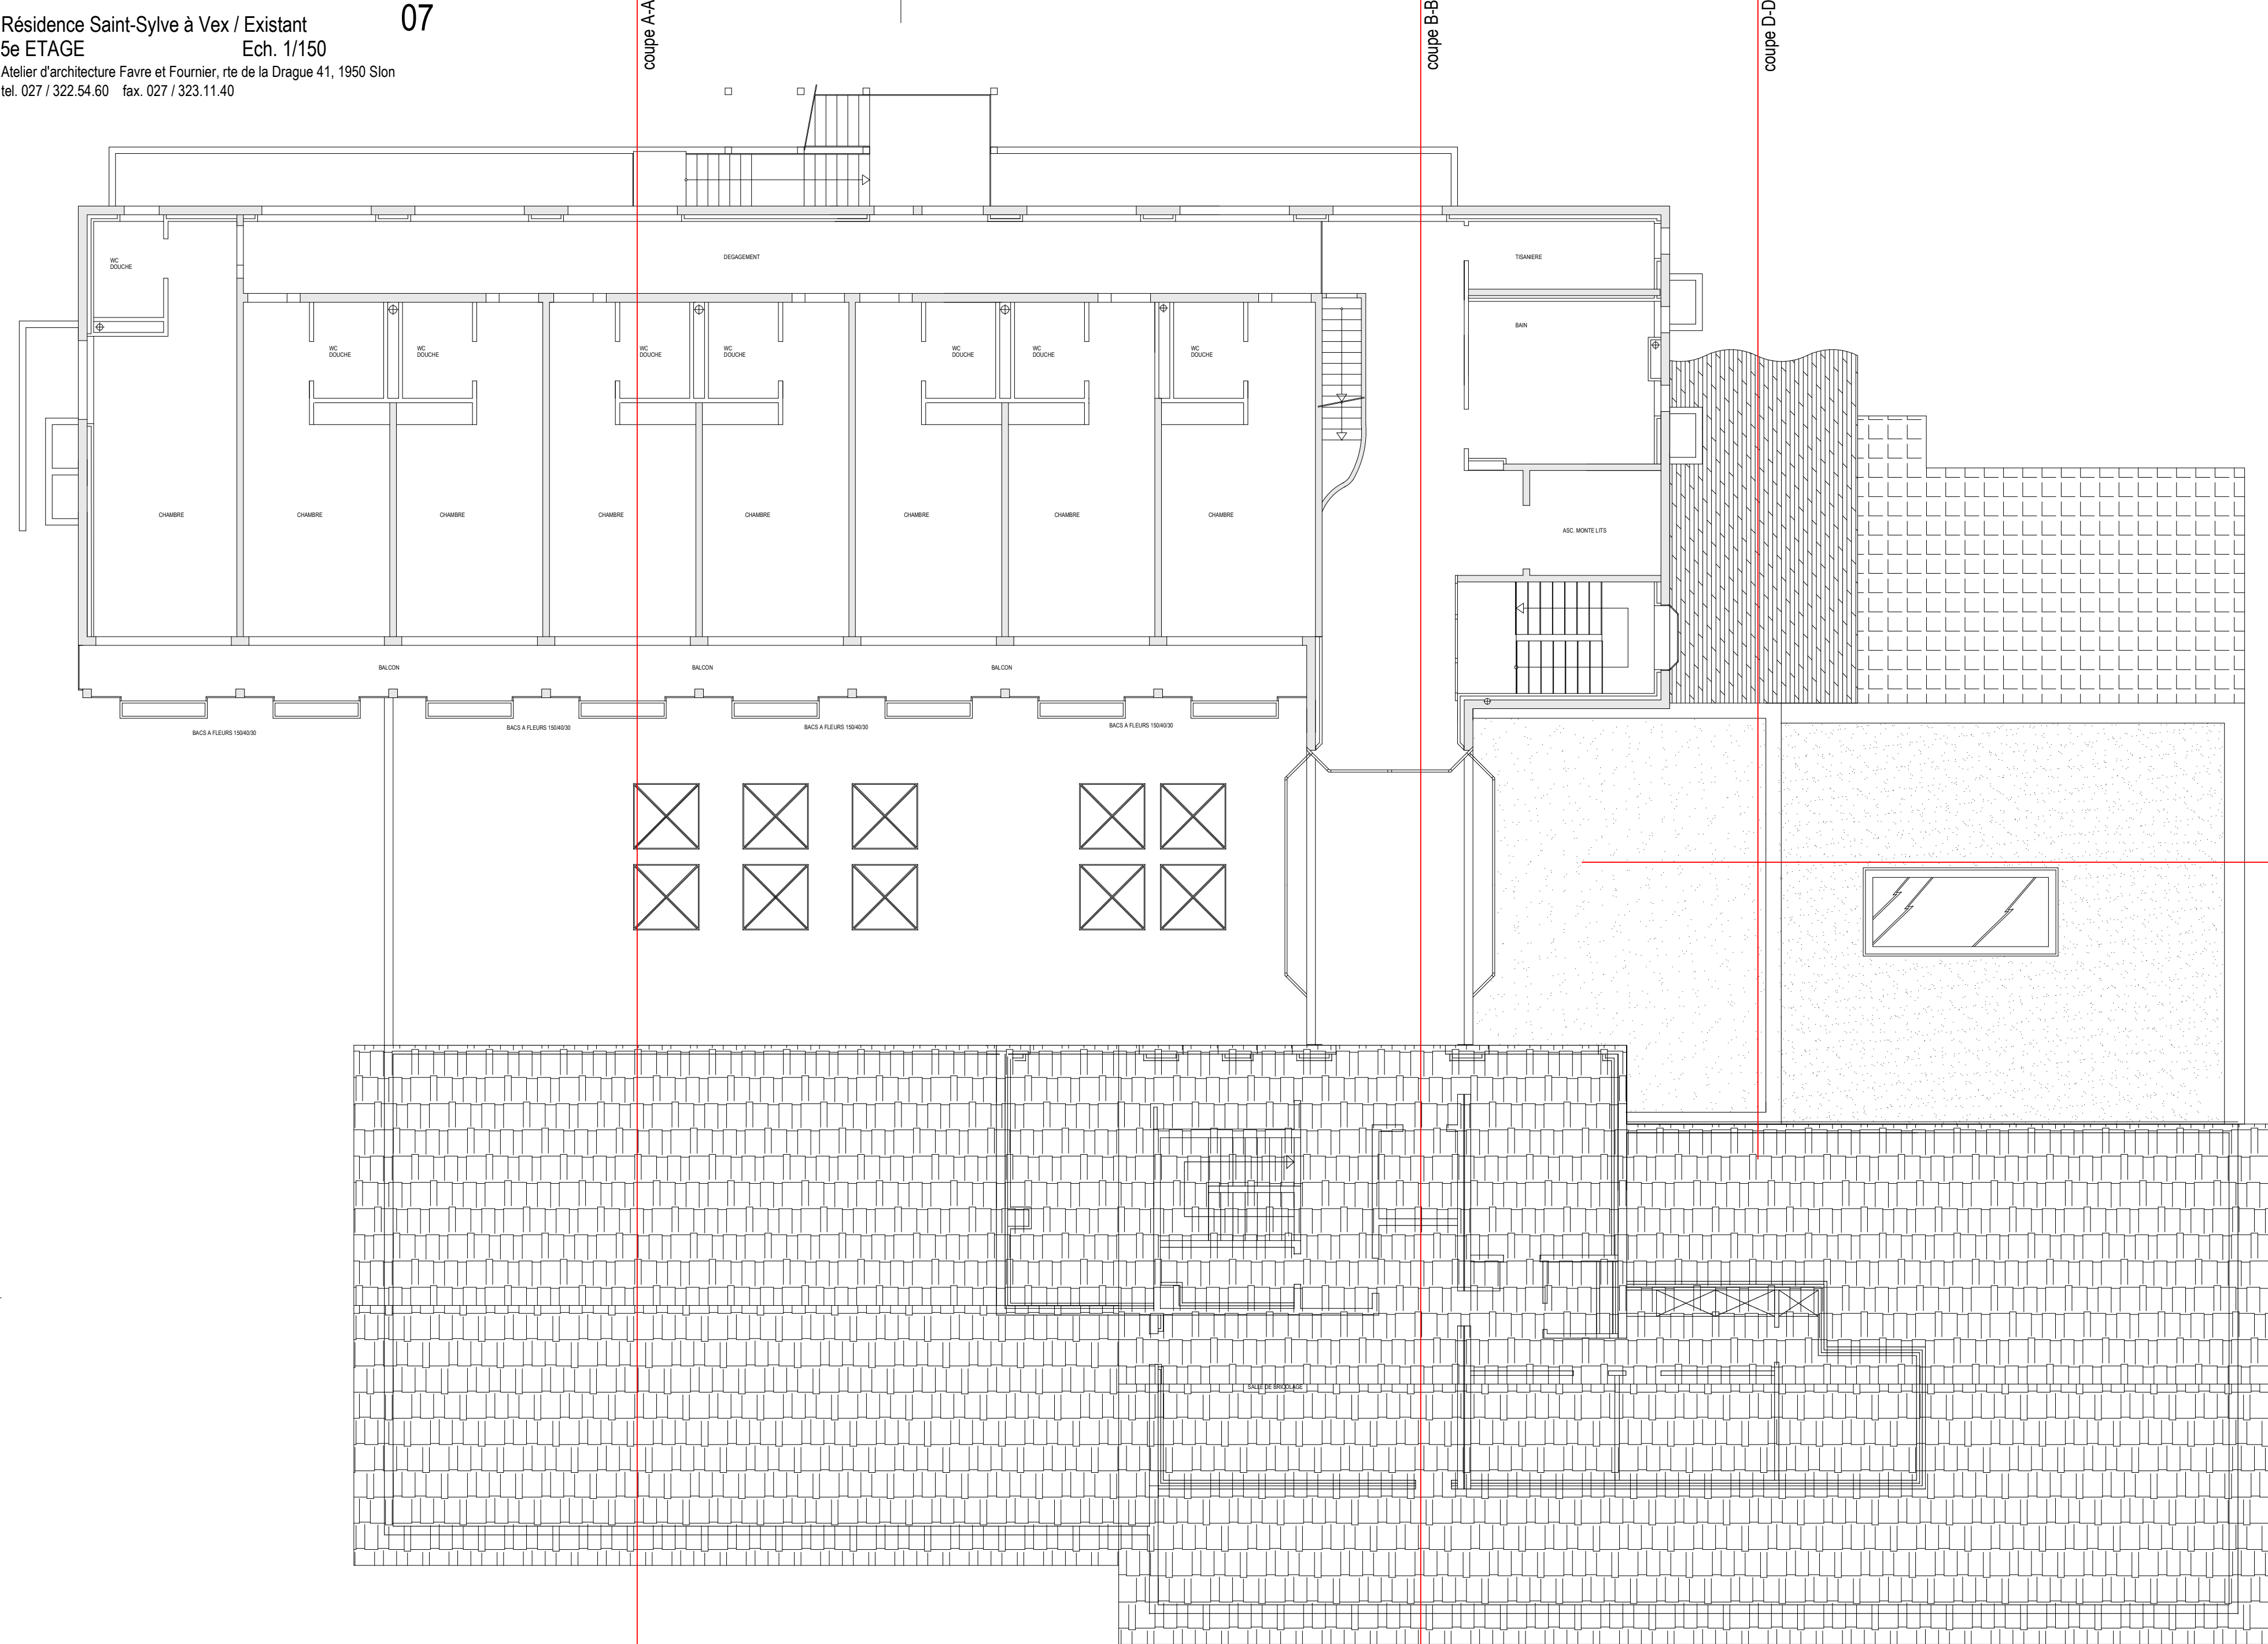 07
Résidence Saint-Sylve à Vex / Existant
5e ETAGE Ech. 1/150
Atelier d'architecture Favre et Fournier, rte de la Drague 41, 1950 SIon
tel. 027 / 322.54.60 fax. 027 / 323.11.40
coupe A-A
coupe B-B
coupe D-D
WC
DOUCHE
DEGAGEMENT
TISANIERE
BAIN
WC
DOUCHE
WC
DOUCHE
WC
DOUCHE
WC
DOUCHE
WC
DOUCHE
WC
DOUCHE
WC
DOUCHE
CHAMBRE
CHAMBRE
CHAMBRE
CHAMBRE
CHAMBRE
CHAMBRE
CHAMBRE
CHAMBRE
ASC. MONTE LITS
BALCON
BALCON
BALCON
BACS A FLEURS 150/40/30
BACS A FLEURS 150/40/30
BACS A FLEURS 150/40/30
BACS A FLEURS 150/40/30
SALLE DE BRICOLAGE